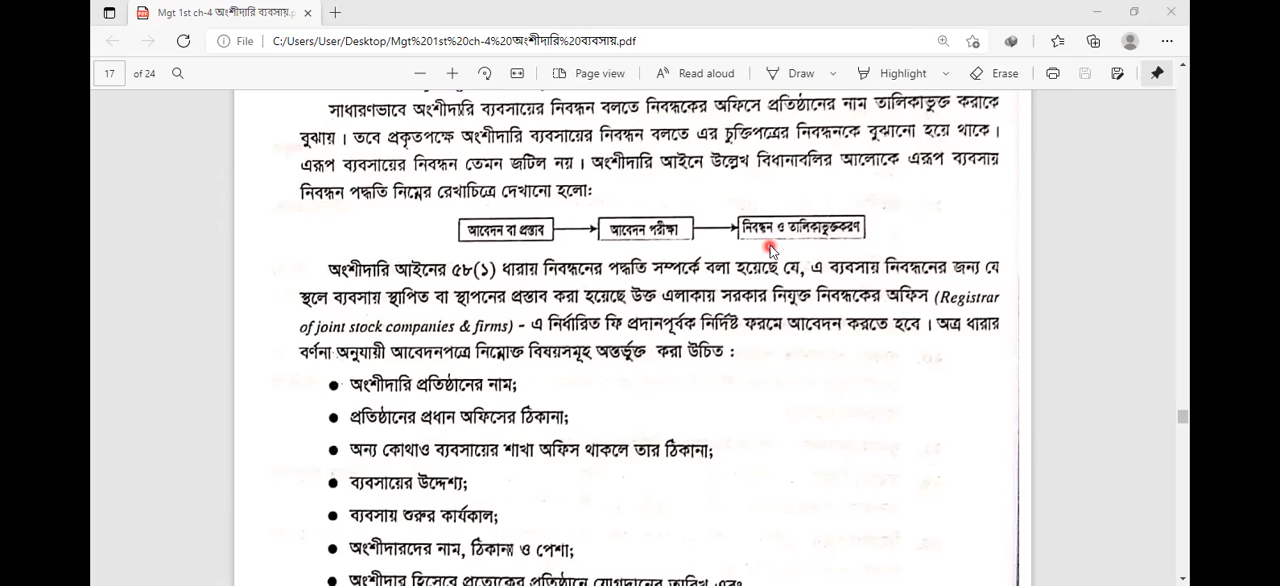 Mgt 1st ch-4 অংশীদারি ব্যবসায়.p
File C:/Users/User/Desktop/Mgt%201st%20ch-4%20অংশীদারি%20ব্যবসায়.pdf
17 of 24 Page view Read aloud Draw Highlight Erase
সাধারণভাবে অংশীদারি ব্যবসায়ের নিবন্ধন বলতে নিবন্ধকের অফিসে প্রতিষ্ঠানের নাম তালিকাভুক্ত করাকে
বুঝায়। তবে প্রকৃতপক্ষে অংশীদারি ব্যবসায়ের নিবন্ধন বলতে এর চুক্তিপত্রের নিবন্ধনকে বুঝানো হয়ে থাকে।
এরূপ ব্যবসায়ের নিবন্ধন তেমন জটিল নয়। অংশীদারি আইনে উল্লেখ বিধানাবলির আলোকে এরূপ ব্যবসায়
নিবন্ধন পদ্ধতি নিম্নের রেখাচিত্রে দেখানো হলো:
আবেদন বা প্রস্তাব আবেদন পরীক্ষা নিবন্ধন ও তালিকাভুক্তকরণ
অংশীদারি আইনের ৫৮(১) ধারায় নিবন্ধনের পদ্ধতি সম্পর্কে বলা হয়েছে যে, এ ব্যবসায় নিবন্ধনের জন্য যে
স্থলে ব্যবসায় স্থাপিত বা স্থাপনের প্রস্তাব করা হয়েছে উক্ত এলাকায় সরকার নিযুক্ত নিবন্ধকের অফিস (Registrar
of joint stock companies & firms) - এ নির্ধারিত ফি প্রদানপূর্বক নির্দিষ্ট ফরমে আবেদন করতে হবে। অত্র ধারার
বর্ণনা অনুযায়ী আবেদনপত্রে নিম্নোক্ত বিষয়সমূহ অন্তর্ভুক্ত করা উচিত :
● অংশীদারি প্রতিষ্ঠানের নাম;
● প্রতিষ্ঠানের প্রধান অফিসের ঠিকানা;
● অন্য কোথাও ব্যবসায়ের শাখা অফিস থাকলে তার ঠিকানা;
● ব্যবসায়ের উদ্দেশ্য;
● ব্যবসায় শুরুর কার্যকাল;
● অংশীদারদের নাম, ঠিকানা ও পেশা;
● অংশীদার হিসেবে প্রত্যেকের প্রতিষ্ঠানে যোগদানের তারিখ এবং